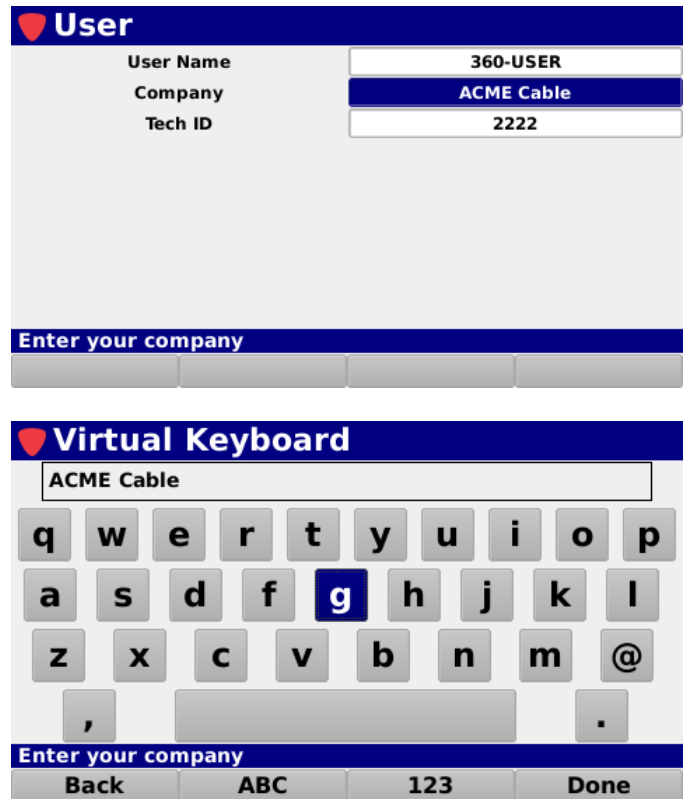 User
User Name 360-USER
Company ACME Cable
Tech ID 2222
Enter your company
Virtual Keyboard
ACME Cable
q w e r t y u i o p
a s d f g h j k l
z x c v b n m @
, .
Enter your company
Back ABC 123 Done